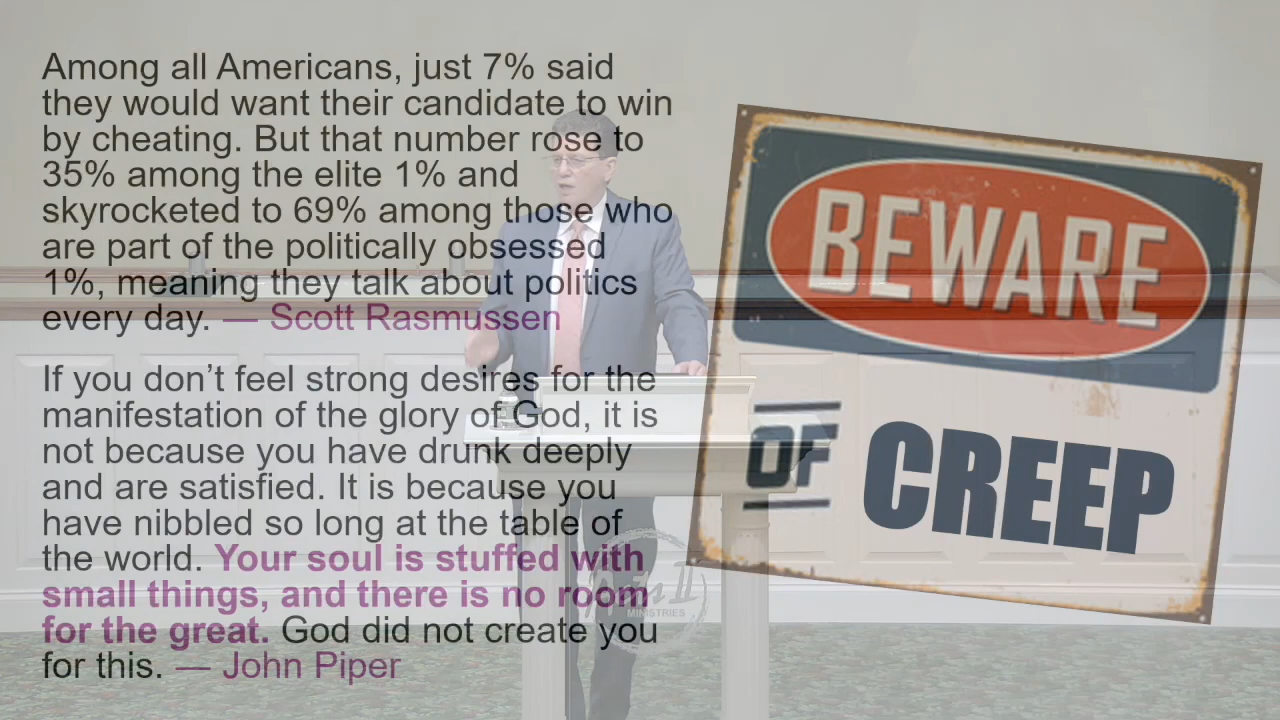 Among all Americans, just 7% said
they would want their candidate to win
by cheating. But that number rose to
35% among the elite 1% and
skyrocketed to 69% among those who
are part of the politically obsessed
1%, meaning they talk about politics
every day. — Scott Rasmussen
If you don’t feel strong desires for the
manifestation of the glory of God, it is
not because you have drunk deeply
and are satisfied. It is because you
have nibbled so long at the table of
the world. Your soul is stuffed with
small things, and there is no room
for the great. God did not create you
for this. — John Piper
BEWARE
OF CREEP
MINISTRIES